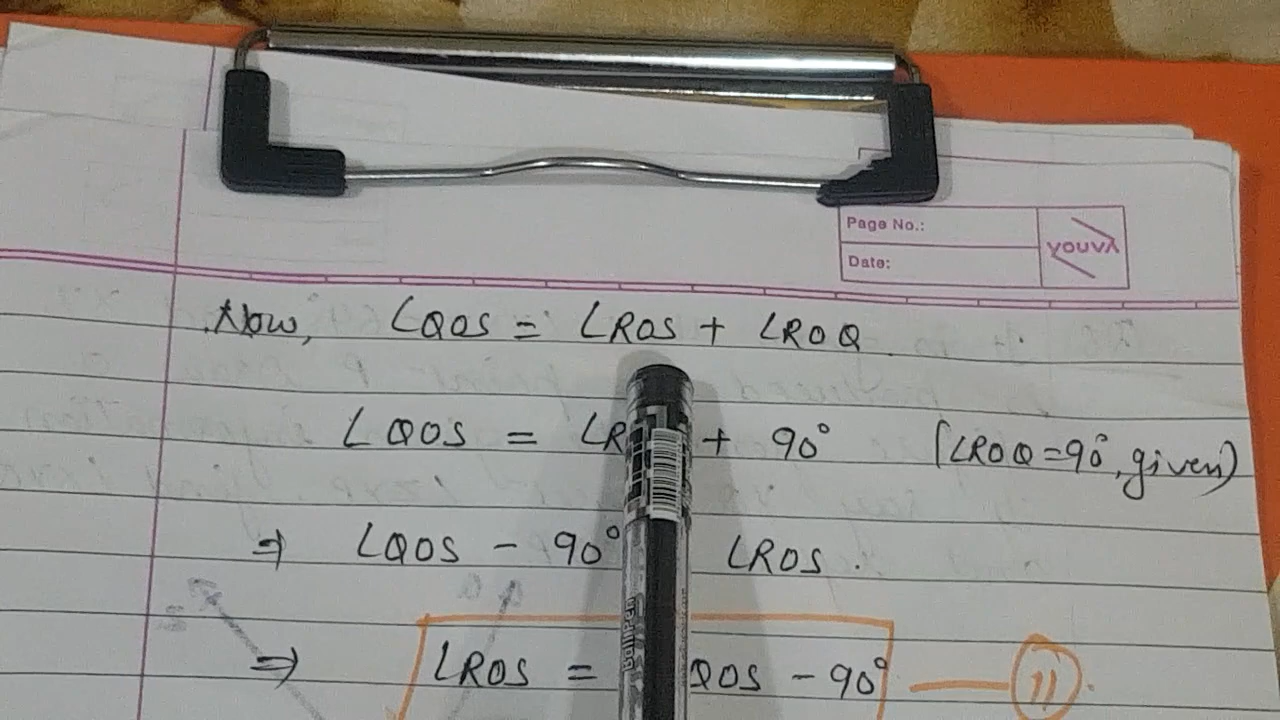 Page No.:
Date:
YOUVA
Now, ∠QOS = ∠ROS + ∠ROQ
∠QOS = ∠R + 90° (∠ROQ = 90°, given)
⇒ ∠QOS - 90° ∠ROS.
⇒ ∠ROS = QOS - 90° — (ii)